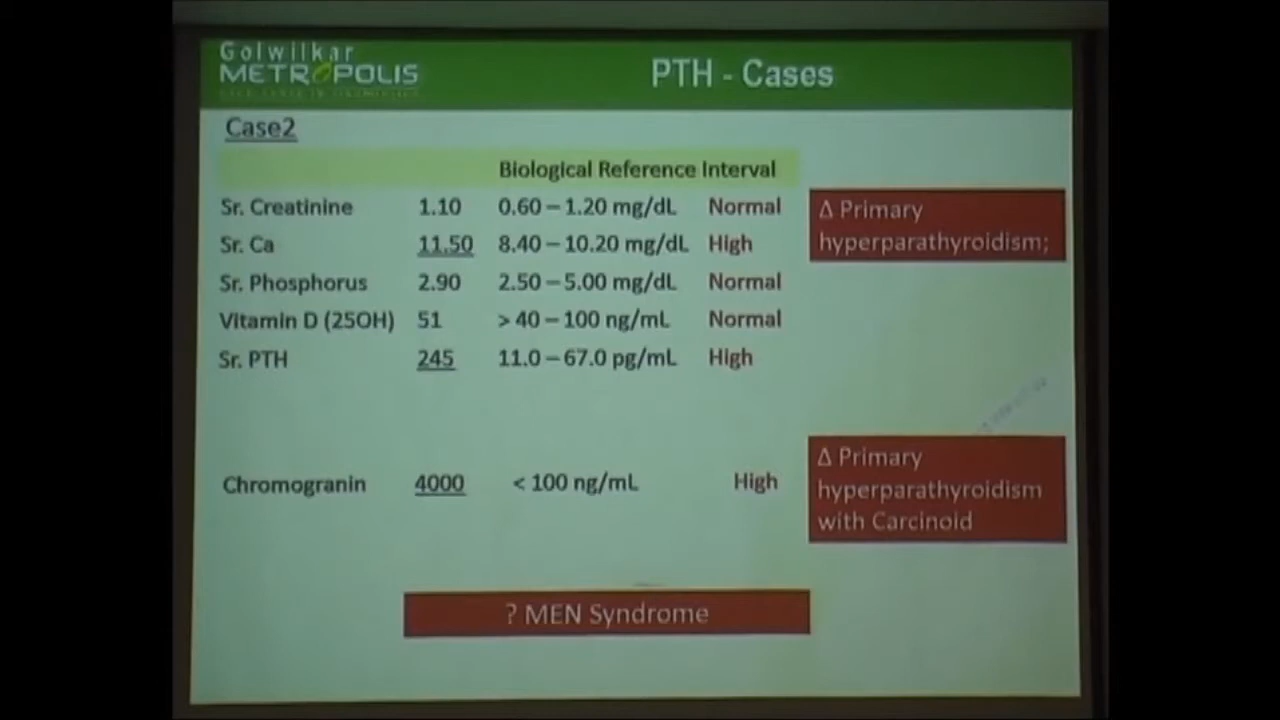 Golwilkar
METROPOLIS
PTH - Cases
Case2
Biological Reference Interval
Sr. Creatinine 1.10 0.60 – 1.20 mg/dL Normal
Sr. Ca 11.50 8.40 – 10.20 mg/dL High
Sr. Phosphorus 2.90 2.50 – 5.00 mg/dL Normal
Vitamin D (25OH) 51 > 40 – 100 ng/mL Normal
Sr. PTH 245 11.0 – 67.0 pg/mL High
Δ Primary
hyperparathyroidism;
Chromogranin 4000 < 100 ng/mL High
Δ Primary
hyperparathyroidism
with Carcinoid
? MEN Syndrome